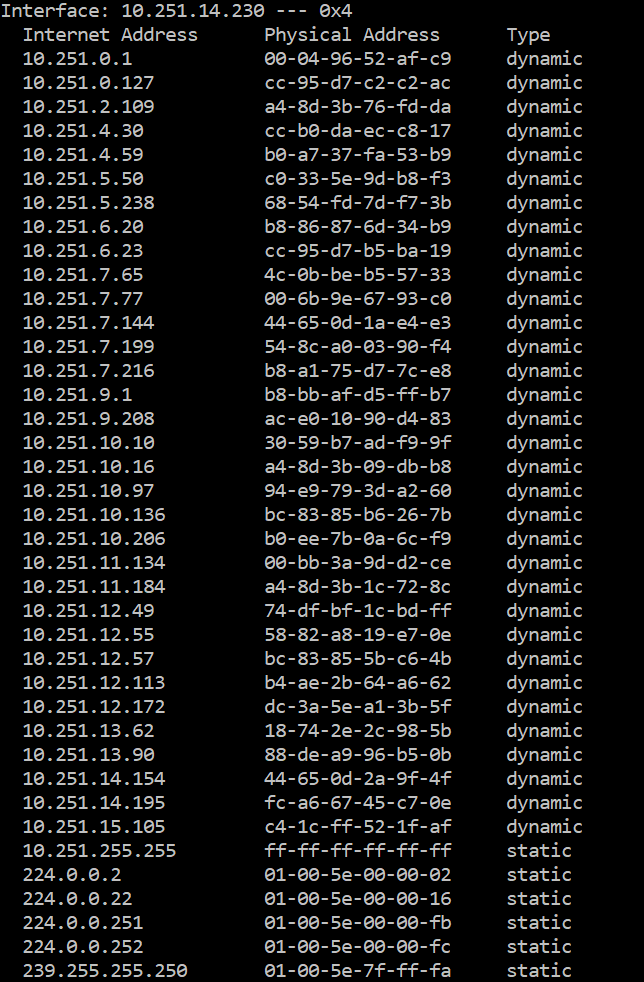 Interface: 10.251.14.230 --- 0x4
  Internet Address      Physical Address      Type
  10.251.0.1            00-04-96-52-af-c9     dynamic
  10.251.0.127          cc-95-d7-c2-c2-ac     dynamic
  10.251.2.109          a4-8d-3b-76-fd-da     dynamic
  10.251.4.30           cc-b0-da-ec-c8-17     dynamic
  10.251.4.59           b0-a7-37-fa-53-b9     dynamic
  10.251.5.50           c0-33-5e-9d-b8-f3     dynamic
  10.251.5.238          68-54-fd-7d-f7-3b     dynamic
  10.251.6.20           b8-86-87-6d-34-b9     dynamic
  10.251.6.23           cc-95-d7-b5-ba-19     dynamic
  10.251.7.65           4c-0b-be-b5-57-33     dynamic
  10.251.7.77           00-6b-9e-67-93-c0     dynamic
  10.251.7.144          44-65-0d-1a-e4-e3     dynamic
  10.251.7.199          54-8c-a0-03-90-f4     dynamic
  10.251.7.216          b8-a1-75-d7-7c-e8     dynamic
  10.251.9.1            b8-bb-af-d5-ff-b7     dynamic
  10.251.9.208          ac-e0-10-90-d4-83     dynamic
  10.251.10.10          30-59-b7-ad-f9-9f     dynamic
  10.251.10.16          a4-8d-3b-09-db-b8     dynamic
  10.251.10.97          94-e9-79-3d-a2-60     dynamic
  10.251.10.136         bc-83-85-b6-26-7b     dynamic
  10.251.10.206         b0-ee-7b-0a-6c-f9     dynamic
  10.251.11.134         00-bb-3a-9d-d2-ce     dynamic
  10.251.11.184         a4-8d-3b-1c-72-8c     dynamic
  10.251.12.49          74-df-bf-1c-bd-ff     dynamic
  10.251.12.55          58-82-a8-19-e7-0e     dynamic
  10.251.12.57          bc-83-85-5b-c6-4b     dynamic
  10.251.12.113         b4-ae-2b-64-a6-62     dynamic
  10.251.12.172         dc-3a-5e-a1-3b-5f     dynamic
  10.251.13.62          18-74-2e-2c-98-5b     dynamic
  10.251.13.90          88-de-a9-96-b5-0b     dynamic
  10.251.14.154         44-65-0d-2a-9f-4f     dynamic
  10.251.14.195         fc-a6-67-45-c7-0e     dynamic
  10.251.15.105         c4-1c-ff-52-1f-af     dynamic
  10.251.255.255        ff-ff-ff-ff-ff-ff     static
  224.0.0.2             01-00-5e-00-00-02     static
  224.0.0.22            01-00-5e-00-00-16     static
  224.0.0.251           01-00-5e-00-00-fb     static
  224.0.0.252           01-00-5e-00-00-fc     static
  239.255.255.250       01-00-5e-7f-ff-fa     static